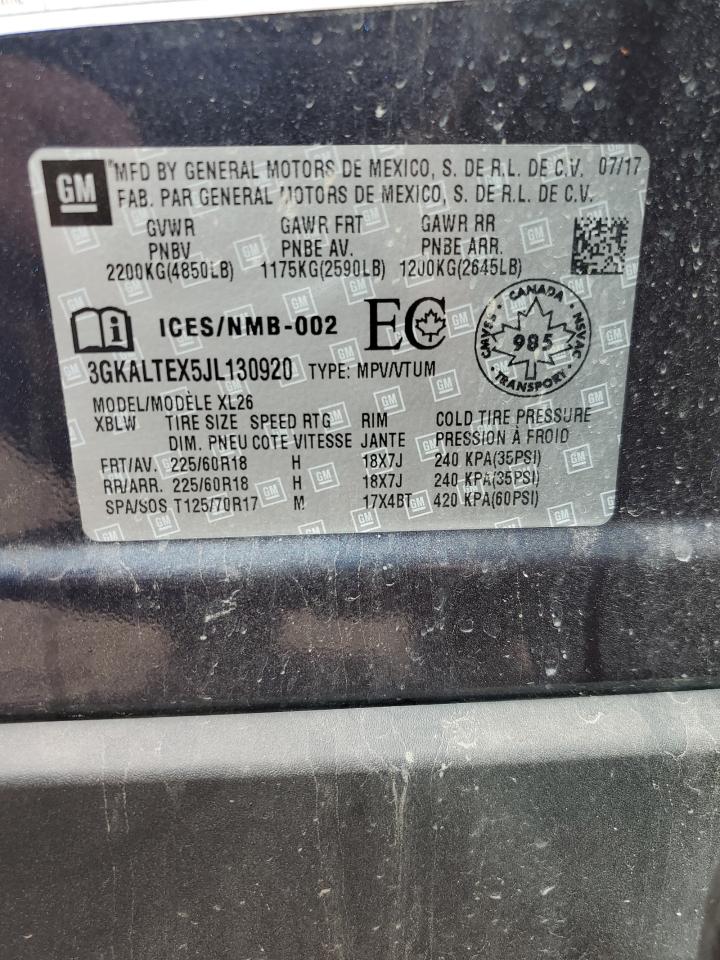 GM
"MFD BY GENERAL MOTORS DE MEXICO, S. DE R.L. DE C.V. 07/17
FAB. PAR GENERAL MOTORS DE MEXICO, S. DE R.L. DE C.V.
GVWR GAWR FRT GAWR RR
PNBV PNBE AV. PNBE ARR.
2200KG(4850LB) 1175KG(2590LB) 1200KG(2645LB)
i ICES/NMB-002 EC
CANADA
CMVSS 985 NSVAC
TRANSPORT
3GKALTEX5JL130920 TYPE: MPV/VTUM
MODEL/MODÈLE XL26
XBLW TIRE SIZE SPEED RTG RIM COLD TIRE PRESSURE
DIM. PNEU COTE VITESSE JANTE PRESSION À FROID
FRT/AV. 225/60R18 H 18X7J 240 KPA(35PSI)
RR/ARR. 225/60R18 H 18X7J 240 KPA(35PSI)
SPA/SOS T125/70R17 M 17X4BT 420 KPA(60PSI)